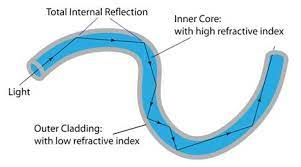 Total Internal Reflection
Inner Core:
with high refractive index
Light
Outer Cladding:
with low refractive index